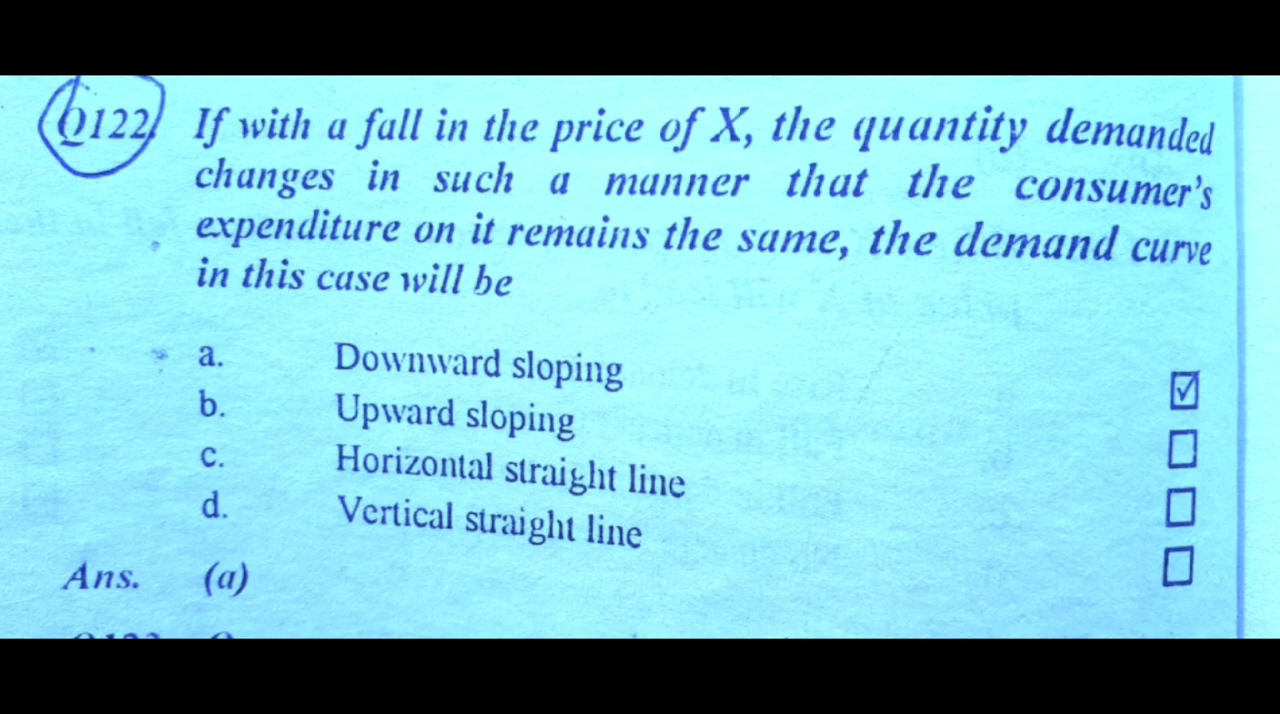 Q122 If with a fall in the price of X, the quantity demanded
changes in such a manner that the consumer's
expenditure on it remains the same, the demand curve
in this case will be
a. Downward sloping
b. Upward sloping
c. Horizontal straight line
d. Vertical straight line
Ans. (a)